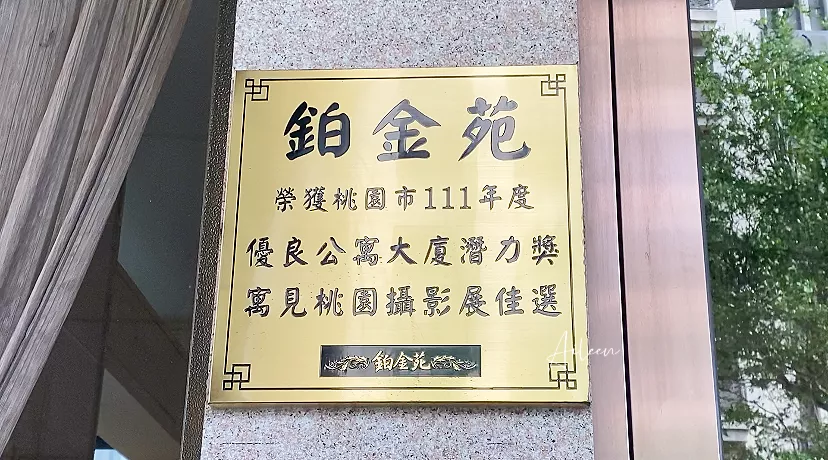 鉑金苑
榮獲桃園市111年度
優良公寓大廈潛力獎
寓見桃園攝影展佳選
鉑金苑
Aileen